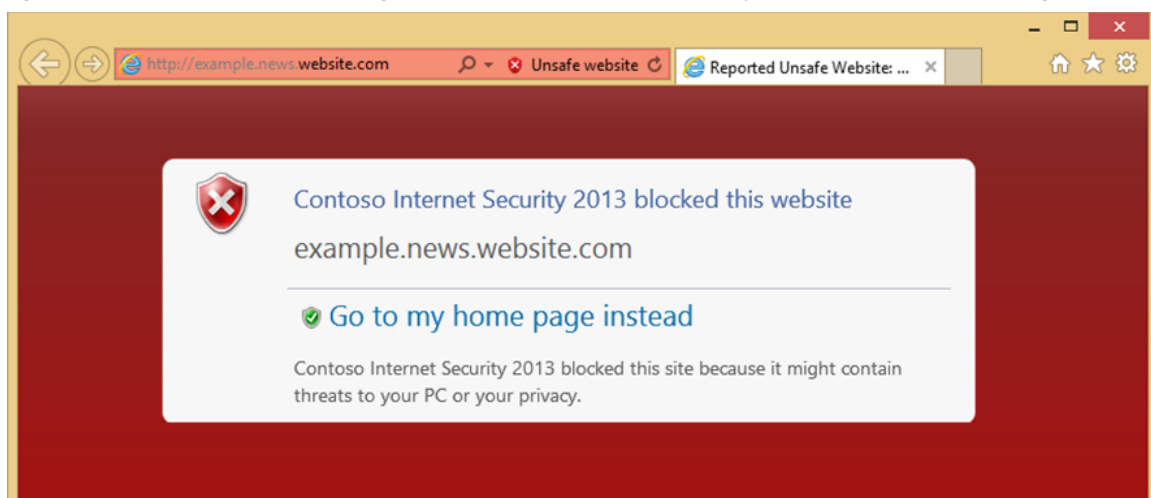 http://example.news.website.com Unsafe website Reported Unsafe Website: ...
Contoso Internet Security 2013 blocked this website
example.news.website.com
Go to my home page instead
Contoso Internet Security 2013 blocked this site because it might contain
threats to your PC or your privacy.